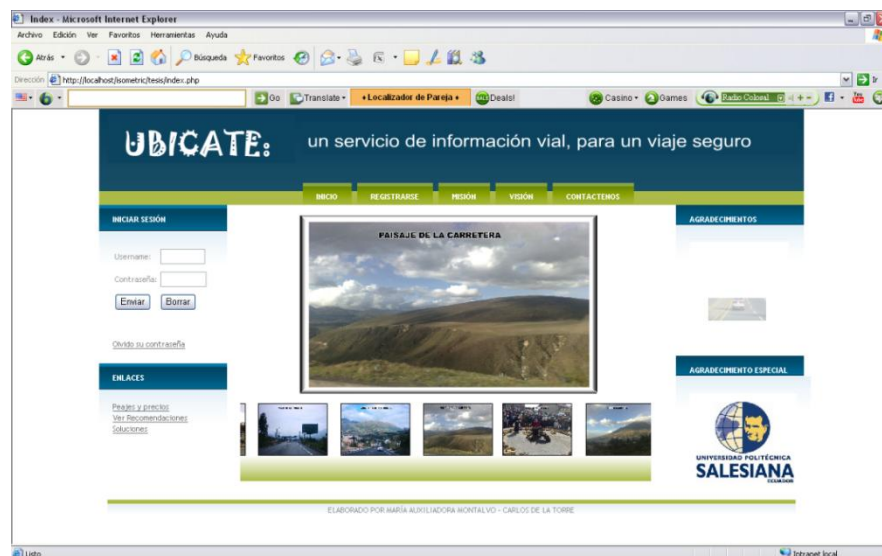 Index - Microsoft Internet Explorer
Archivo Edición Ver Favoritos Herramientas Ayuda
Atrás Búsqueda Favoritos
Dirección http://localhost/isometric/tesis/index.php Ir
Go Translate •Localizador de Pareja • Deals! Casino Games Radio Colosal
UBICATE: un servicio de información vial, para un viaje seguro
INICIO REGISTRARSE MISIÓN VISIÓN CONTACTENOS
INICIAR SESIÓN
Username:
Contraseña:
Enviar Borrar
Olvido su contraseña
ENLACES
Peajes y precios
Ver Recomendaciones
Soluciones
PAISAJE DE LA CARRETERA
AGRADECIMIENTOS
AGRADECIMIENTO ESPECIAL
UNIVERSIDAD POLITÉCNICA
SALESIANA
ECUADOR
ELABORADO POR MARÍA AUXILIADORA MONTALVO - CARLOS DE LA TORRE
Listo Intranet local